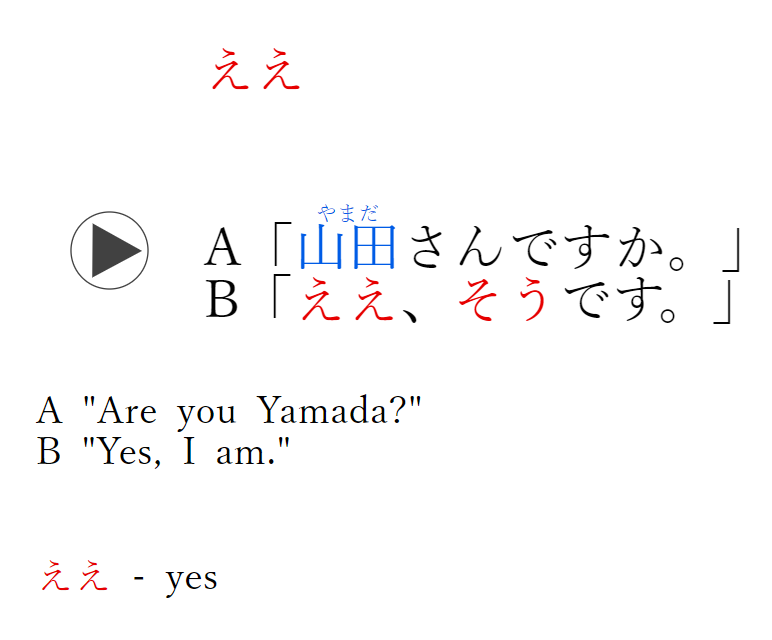 ええ
やまだ
A「山田さんですか。」
B「ええ、そうです。」
A "Are you Yamada?"
B "Yes, I am."
ええ - yes